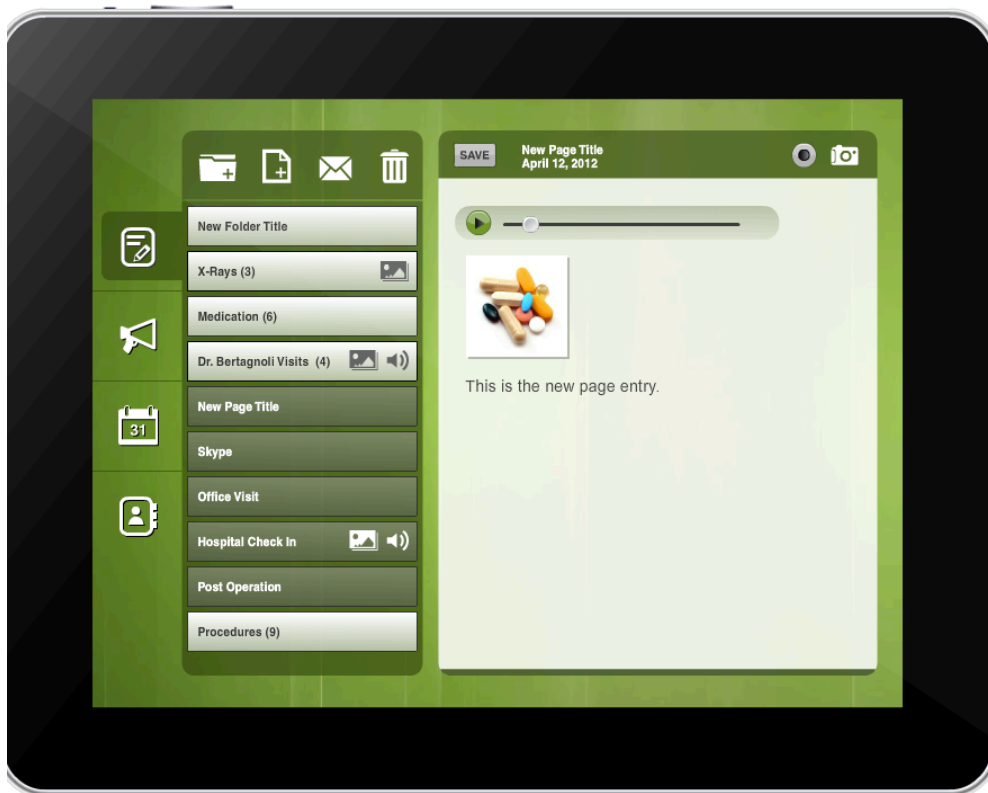 SAVE
New Page Title
April 12, 2012
New Folder Title
X-Rays (3)
Medication (6)
Dr. Bertagnoli Visits (4)
New Page Title
Skype
Office Visit
Hospital Check In
Post Operation
Procedures (9)
31
This is the new page entry.